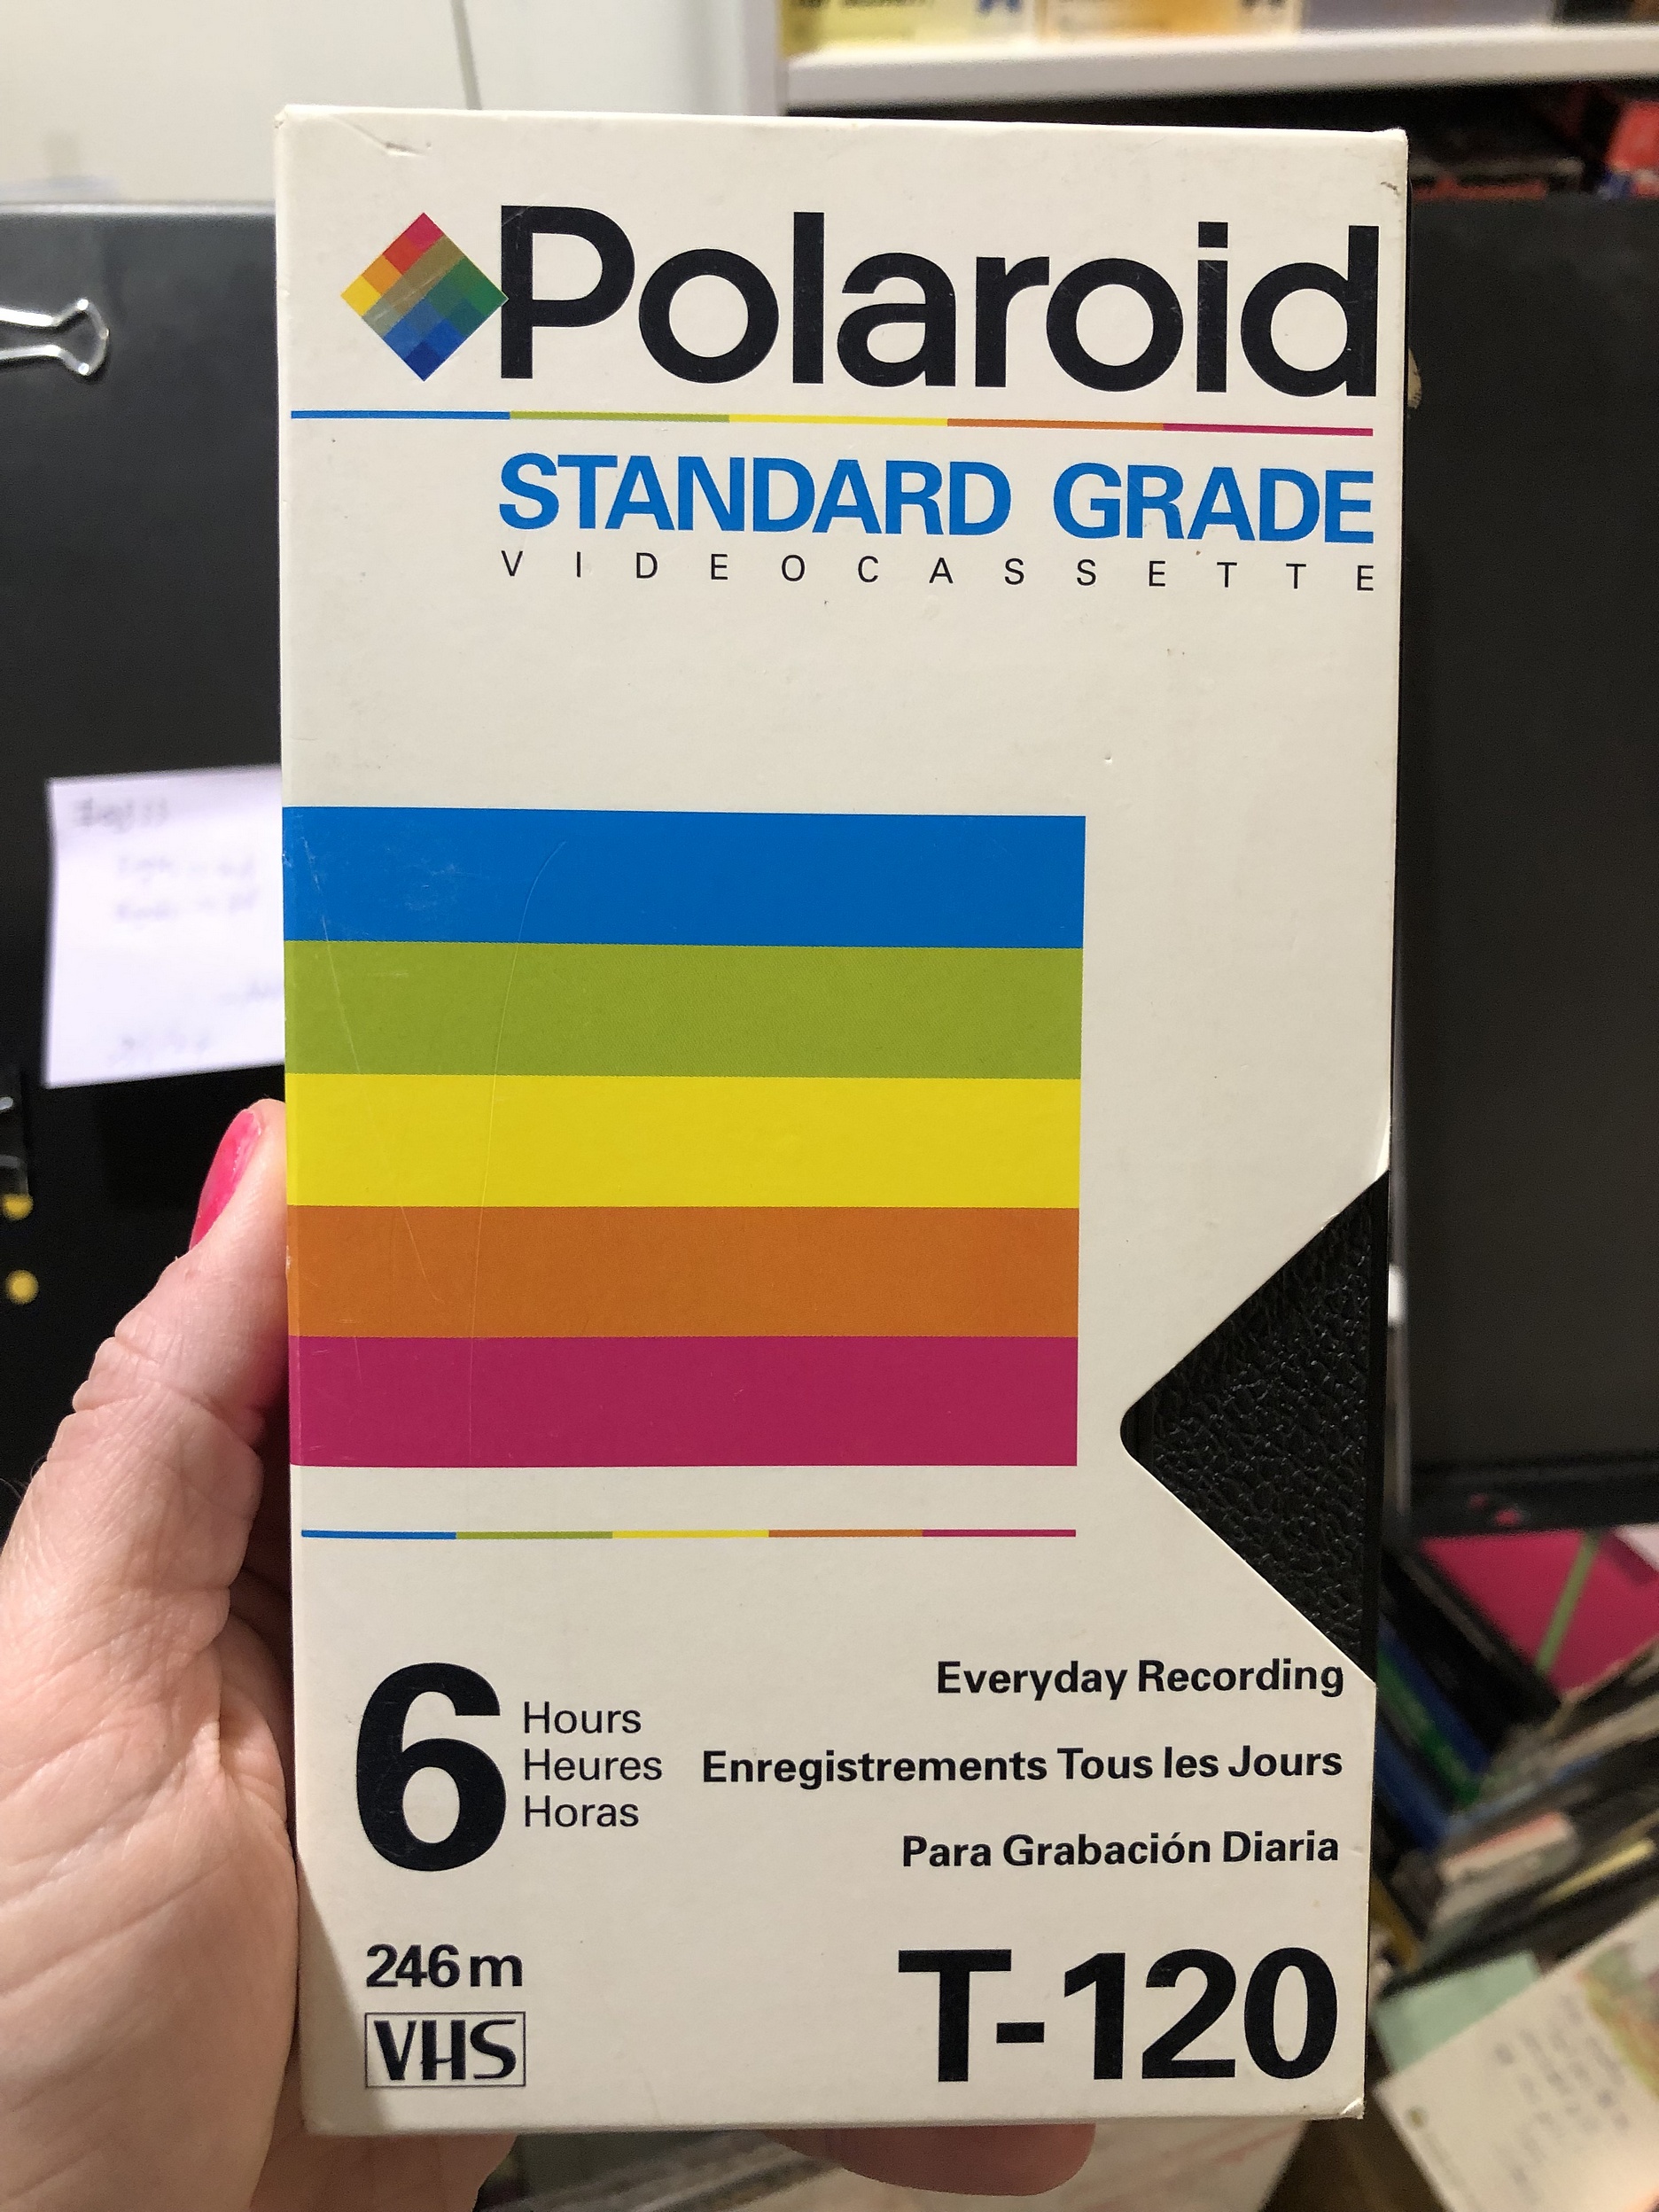 Polaroid
STANDARD GRADE
VIDEOCASSETTE
6
Hours
Heures
Horas
Everyday Recording
Enregistrements Tous les Jours
Para Grabación Diaria
246 m
VHS
T-120